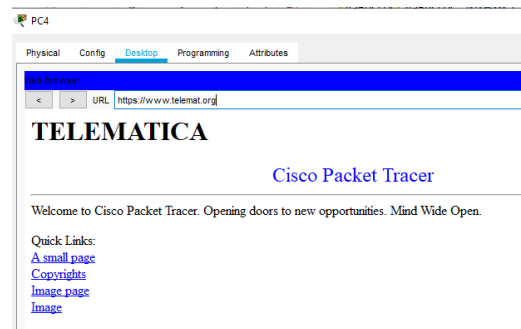 PC4
Physical Config Desktop Programming Attributes
Web Browser
< > URL https://www.telemat.org
TELEMATICA
Cisco Packet Tracer
Welcome to Cisco Packet Tracer. Opening doors to new opportunities. Mind Wide Open.
Quick Links:
A small page
Copyrights
Image page
Image